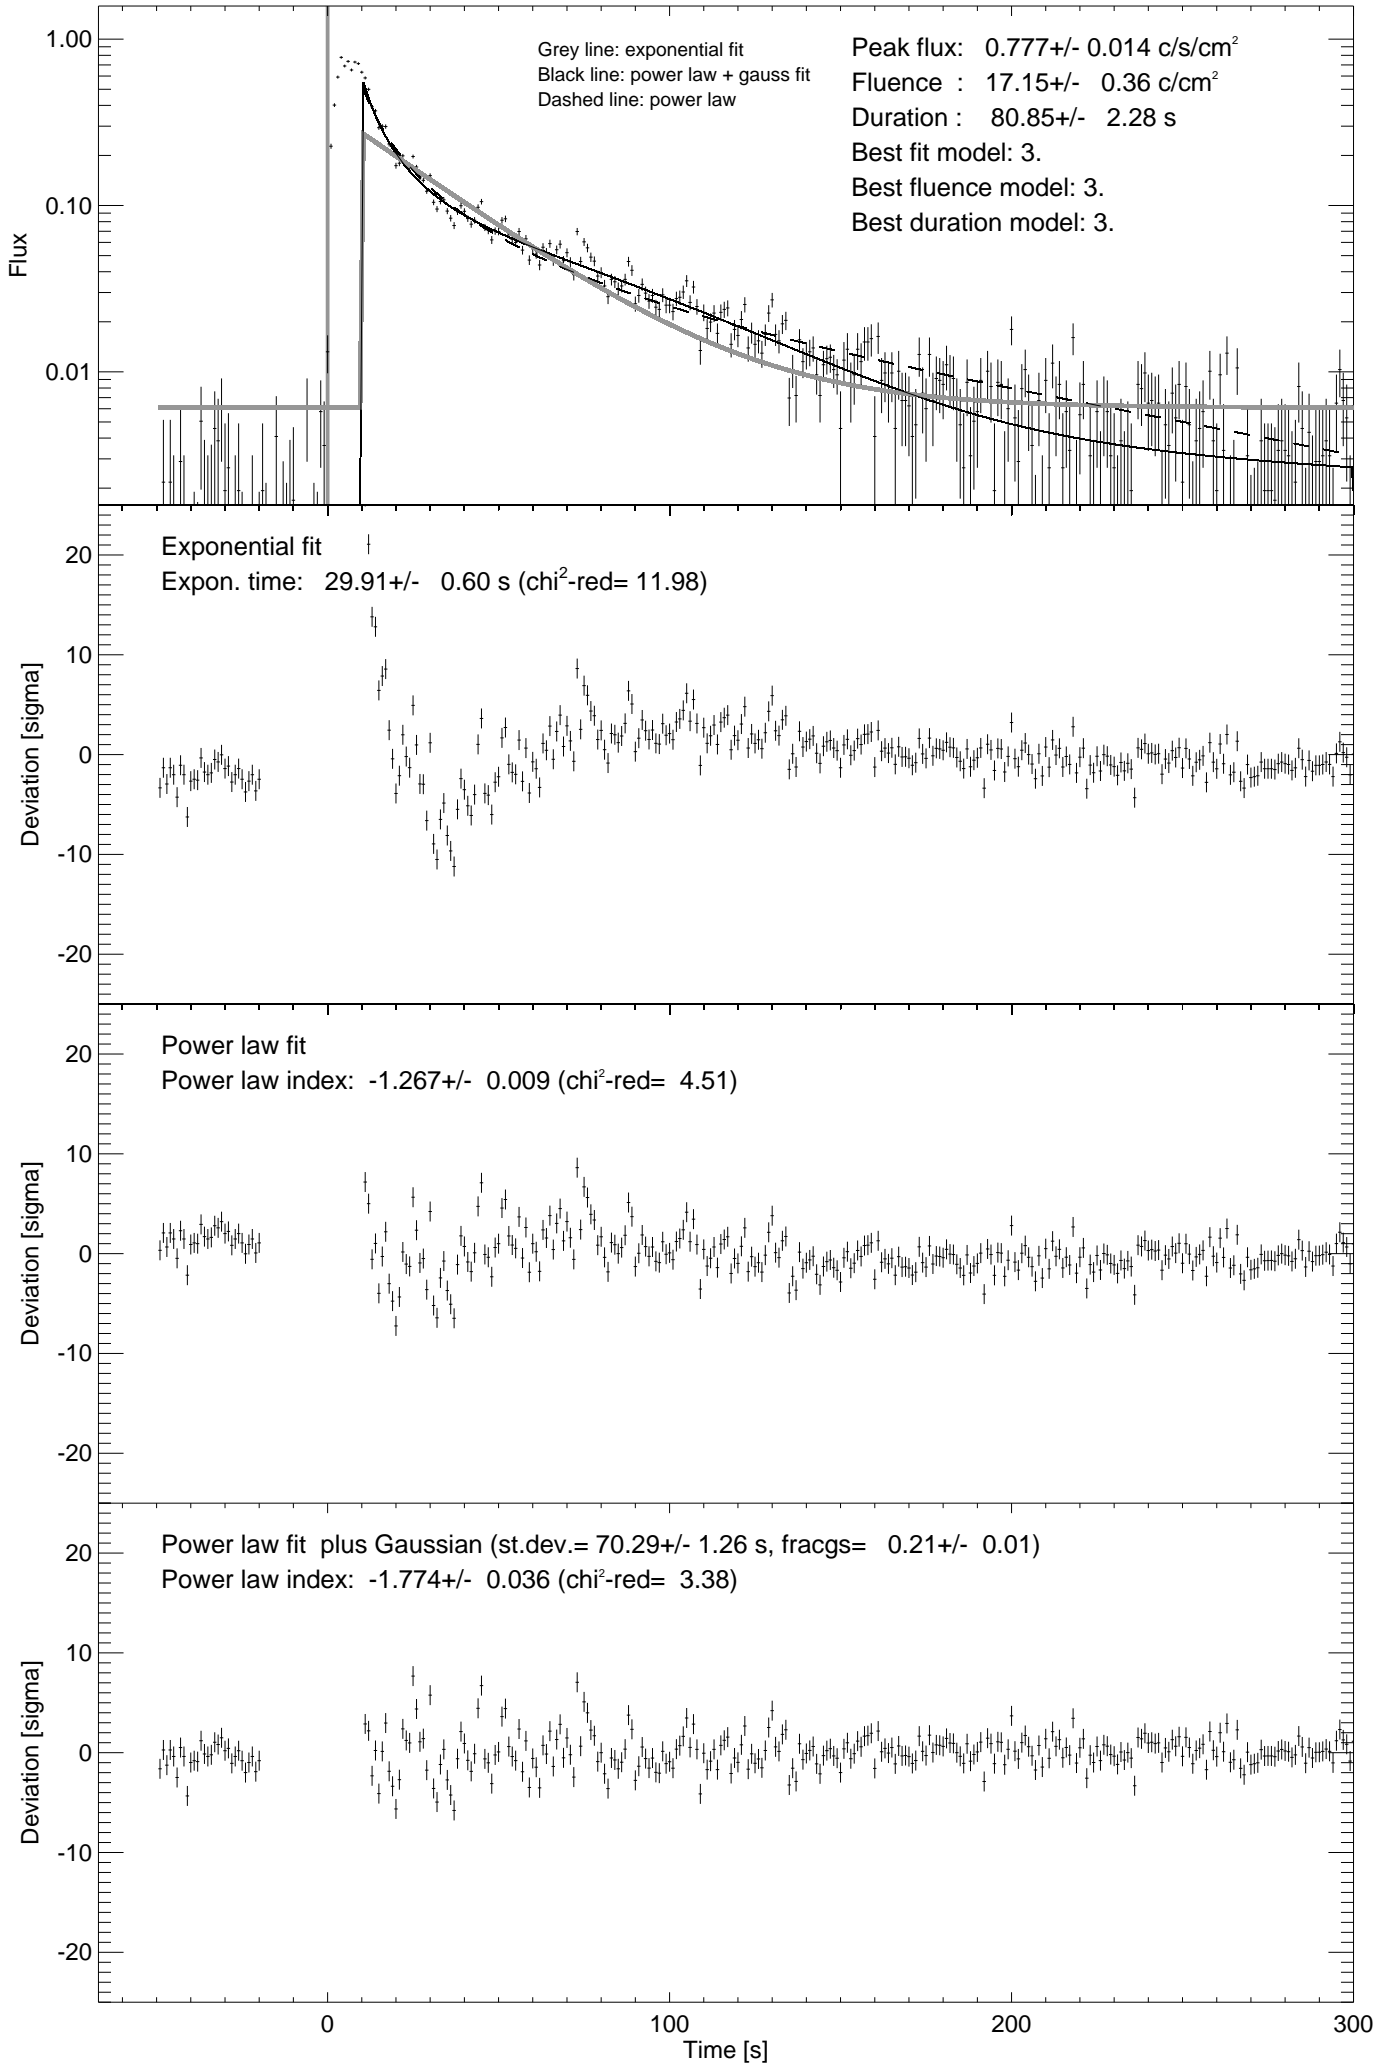 Grey line: exponential fit
Black line: power law + gauss fit
Dashed line: power law
Peak flux: 0.777+/- 0.014 c/s/cm²
Fluence : 17.15+/- 0.36 c/cm²
Duration : 80.85+/- 2.28 s
Best fit model: 3.
Best fluence model: 3.
Best duration model: 3.
1.00
0.10
0.01
Flux
Exponential fit
Expon. time: 29.91+/- 0.60 s (chi²-red= 11.98)
20
10
0
-10
-20
Deviation [sigma]
Power law fit
Power law index: -1.267+/- 0.009 (chi²-red= 4.51)
20
10
0
-10
-20
Deviation [sigma]
Power law fit plus Gaussian (st.dev.= 70.29+/- 1.26 s, fracgs= 0.21+/- 0.01)
Power law index: -1.774+/- 0.036 (chi²-red= 3.38)
20
10
0
-10
-20
Deviation [sigma]
0 100 200 300
Time [s]